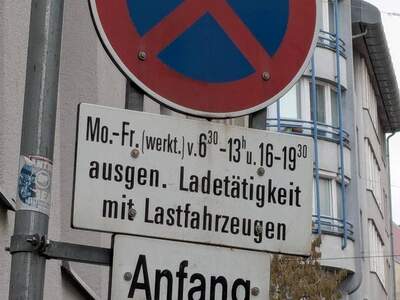 Mo.-Fr. (werkt.) v. 6³⁰-13ʰ u. 16-19³⁰
ausgen. Ladetätigkeit
mit Lastfahrzeugen
Anfang